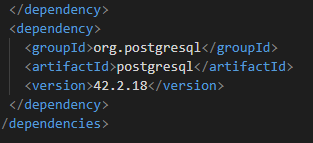 </dependency>
<dependency>
<groupId>org.postgresql</groupId>
<artifactId>postgresql</artifactId>
<version>42.2.18</version>
</dependency>
/dependencies>